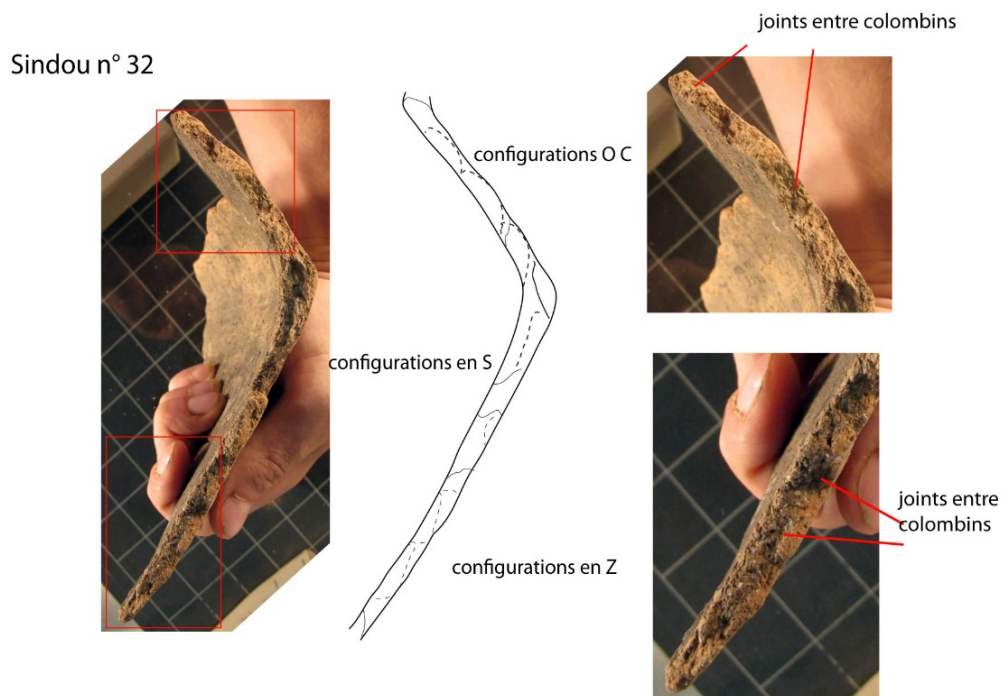 Sindou n° 32
joints entre colombins
configurations O C
configurations en S
configurations en Z
joints entre
colombins